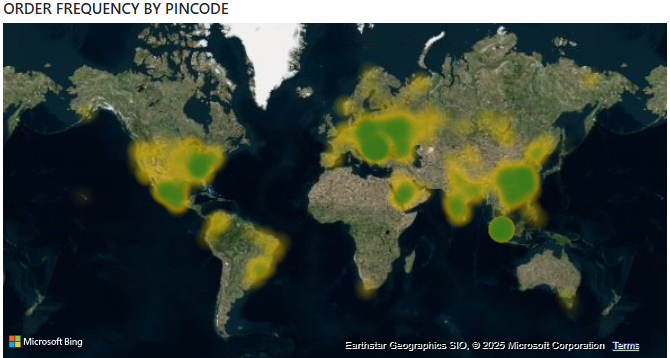 ORDER FREQUENCY BY PINCODE
Microsoft Bing
Earthstar Geographics SIO, © 2025 Microsoft Corporation Terms